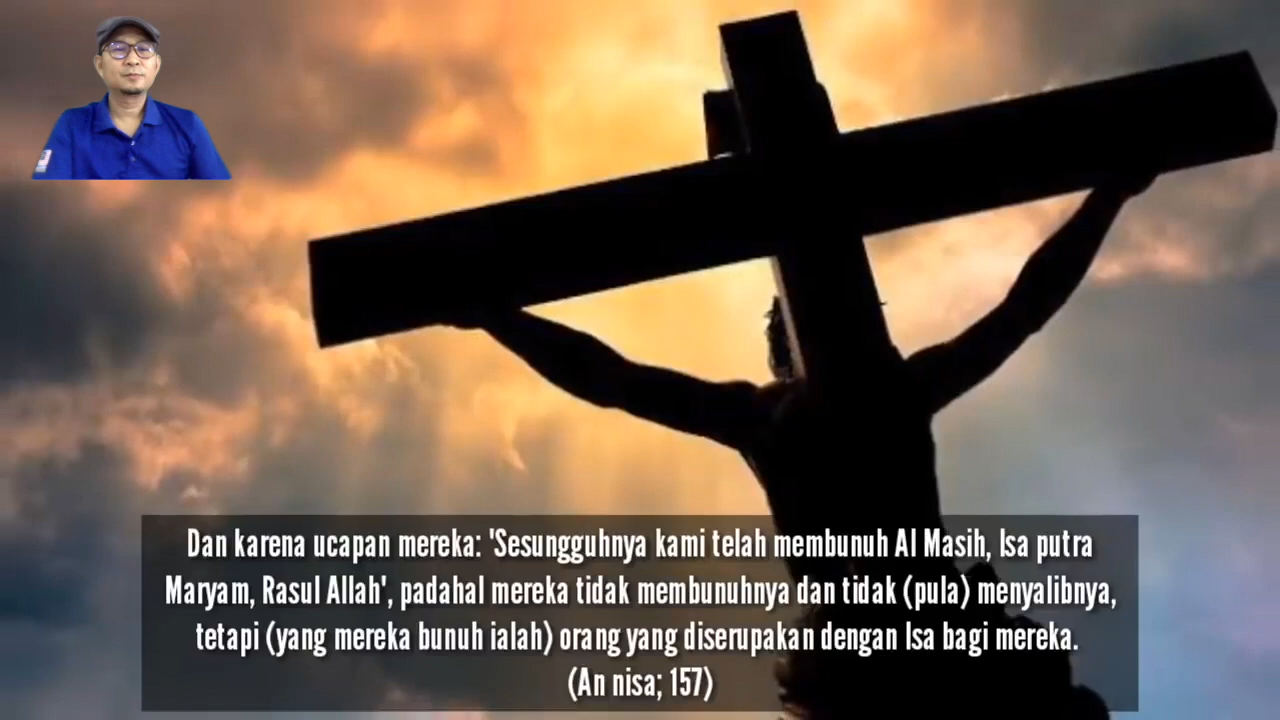 Dan karena ucapan mereka: 'Sesungguhnya kami telah membunuh Al Masih, Isa putra
Maryam, Rasul Allah', padahal mereka tidak membunuhnya dan tidak (pula) menyalibnya,
tetapi (yang mereka bunuh ialah) orang yang diserupakan dengan Isa bagi mereka.
(An nisa; 157)